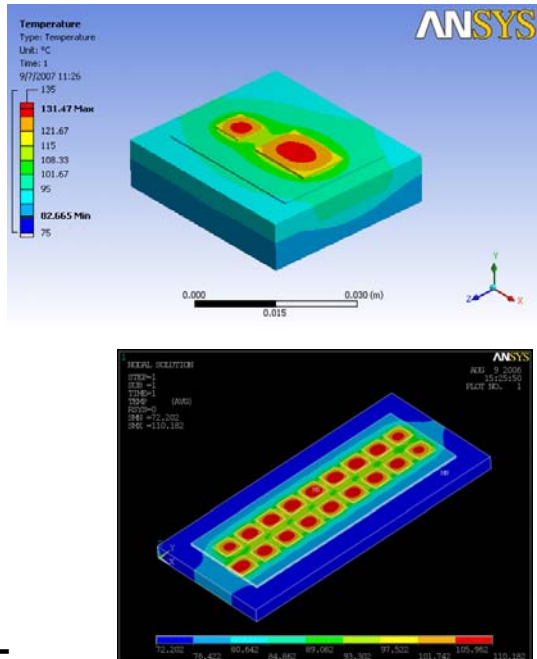 ANSYS
Temperature
Type: Temperature
Unit: °C
Time: 1
9/7/2007 11:26
135
131.47 Max
121.67
115
108.33
101.67
95
82.665 Min
75
0.000
0.030 (m)
0.015
Y
Z
X
1
NODAL SOLUTION
STEP=1
SUB =1
TIME=1
TEMP (AVG)
RSYS=0
SMN =72.202
SMX =110.182
ANSYS
AUG 9 2006
15:25:50
PLOT NO. 1
MX
MN
Y
X
72.202
76.422
80.642
84.862
89.082
93.302
97.522
101.742
105.962
110.182